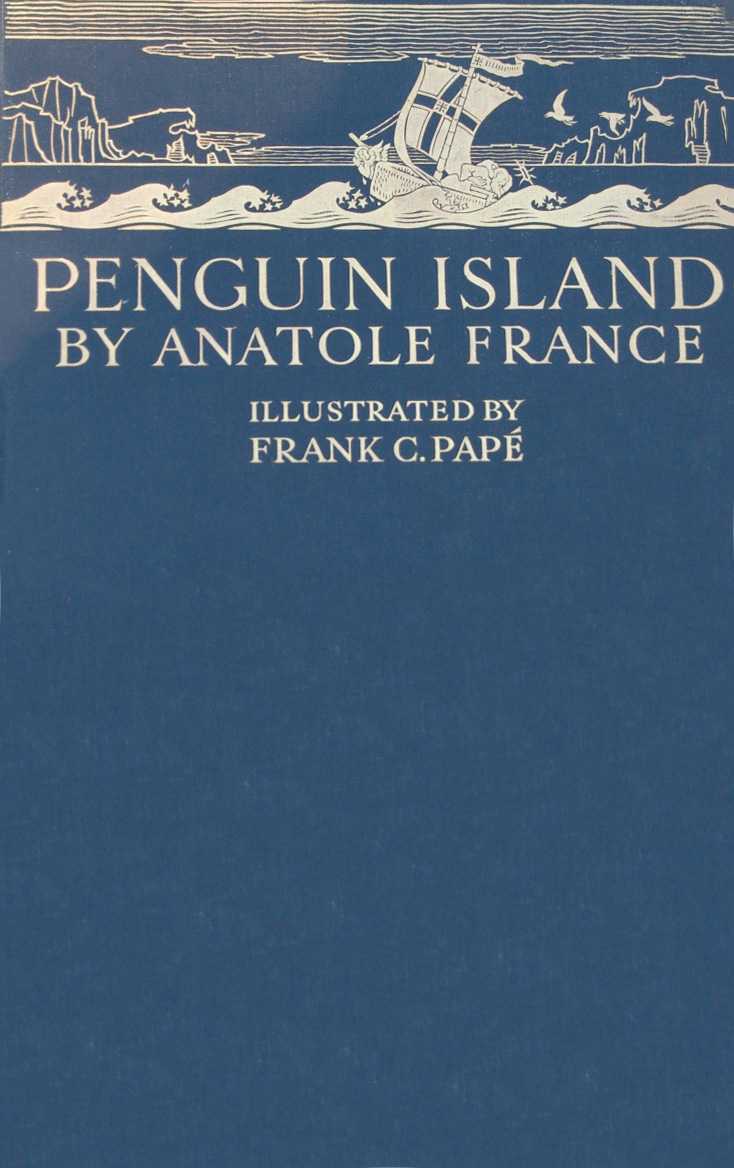 PENGUIN ISLAND
BY ANATOLE FRANCE
ILLUSTRATED BY
FRANK C. PAPÉ